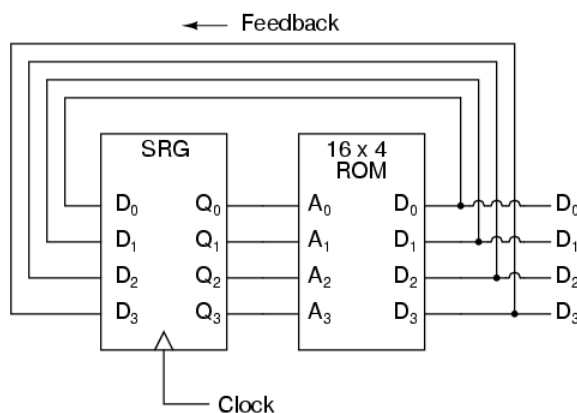 Feedback
SRG
16 x 4
ROM
D₀ Q₀ A₀ D₀ D₀
D₁ Q₁ A₁ D₁ D₁
D₂ Q₂ A₂ D₂ D₂
D₃ Q₃ A₃ D₃ D₃
Clock